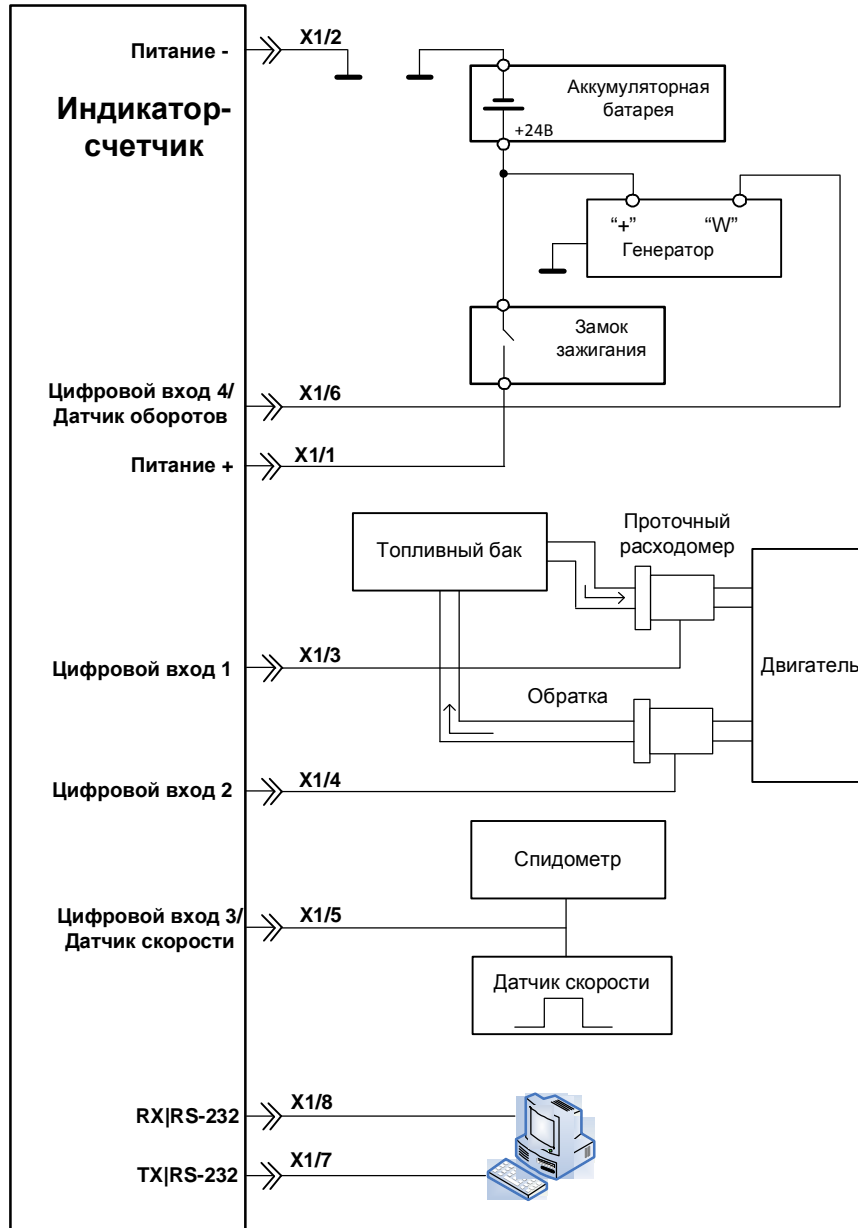 Питание -
X1/2
Индикатор-
счетчик
Аккумуляторная
батарея
+24В
“+”
“W”
Генератор
Замок
зажигания
Цифровой вход 4/
Датчик оборотов
X1/6
Питание +
X1/1
Проточный
расходомер
Топливный бак
Двигатель
Цифровой вход 1
X1/3
Обратка
Цифровой вход 2
X1/4
Спидометр
Цифровой вход 3/
Датчик скорости
X1/5
Датчик скорости
RX|RS-232
X1/8
TX|RS-232
X1/7